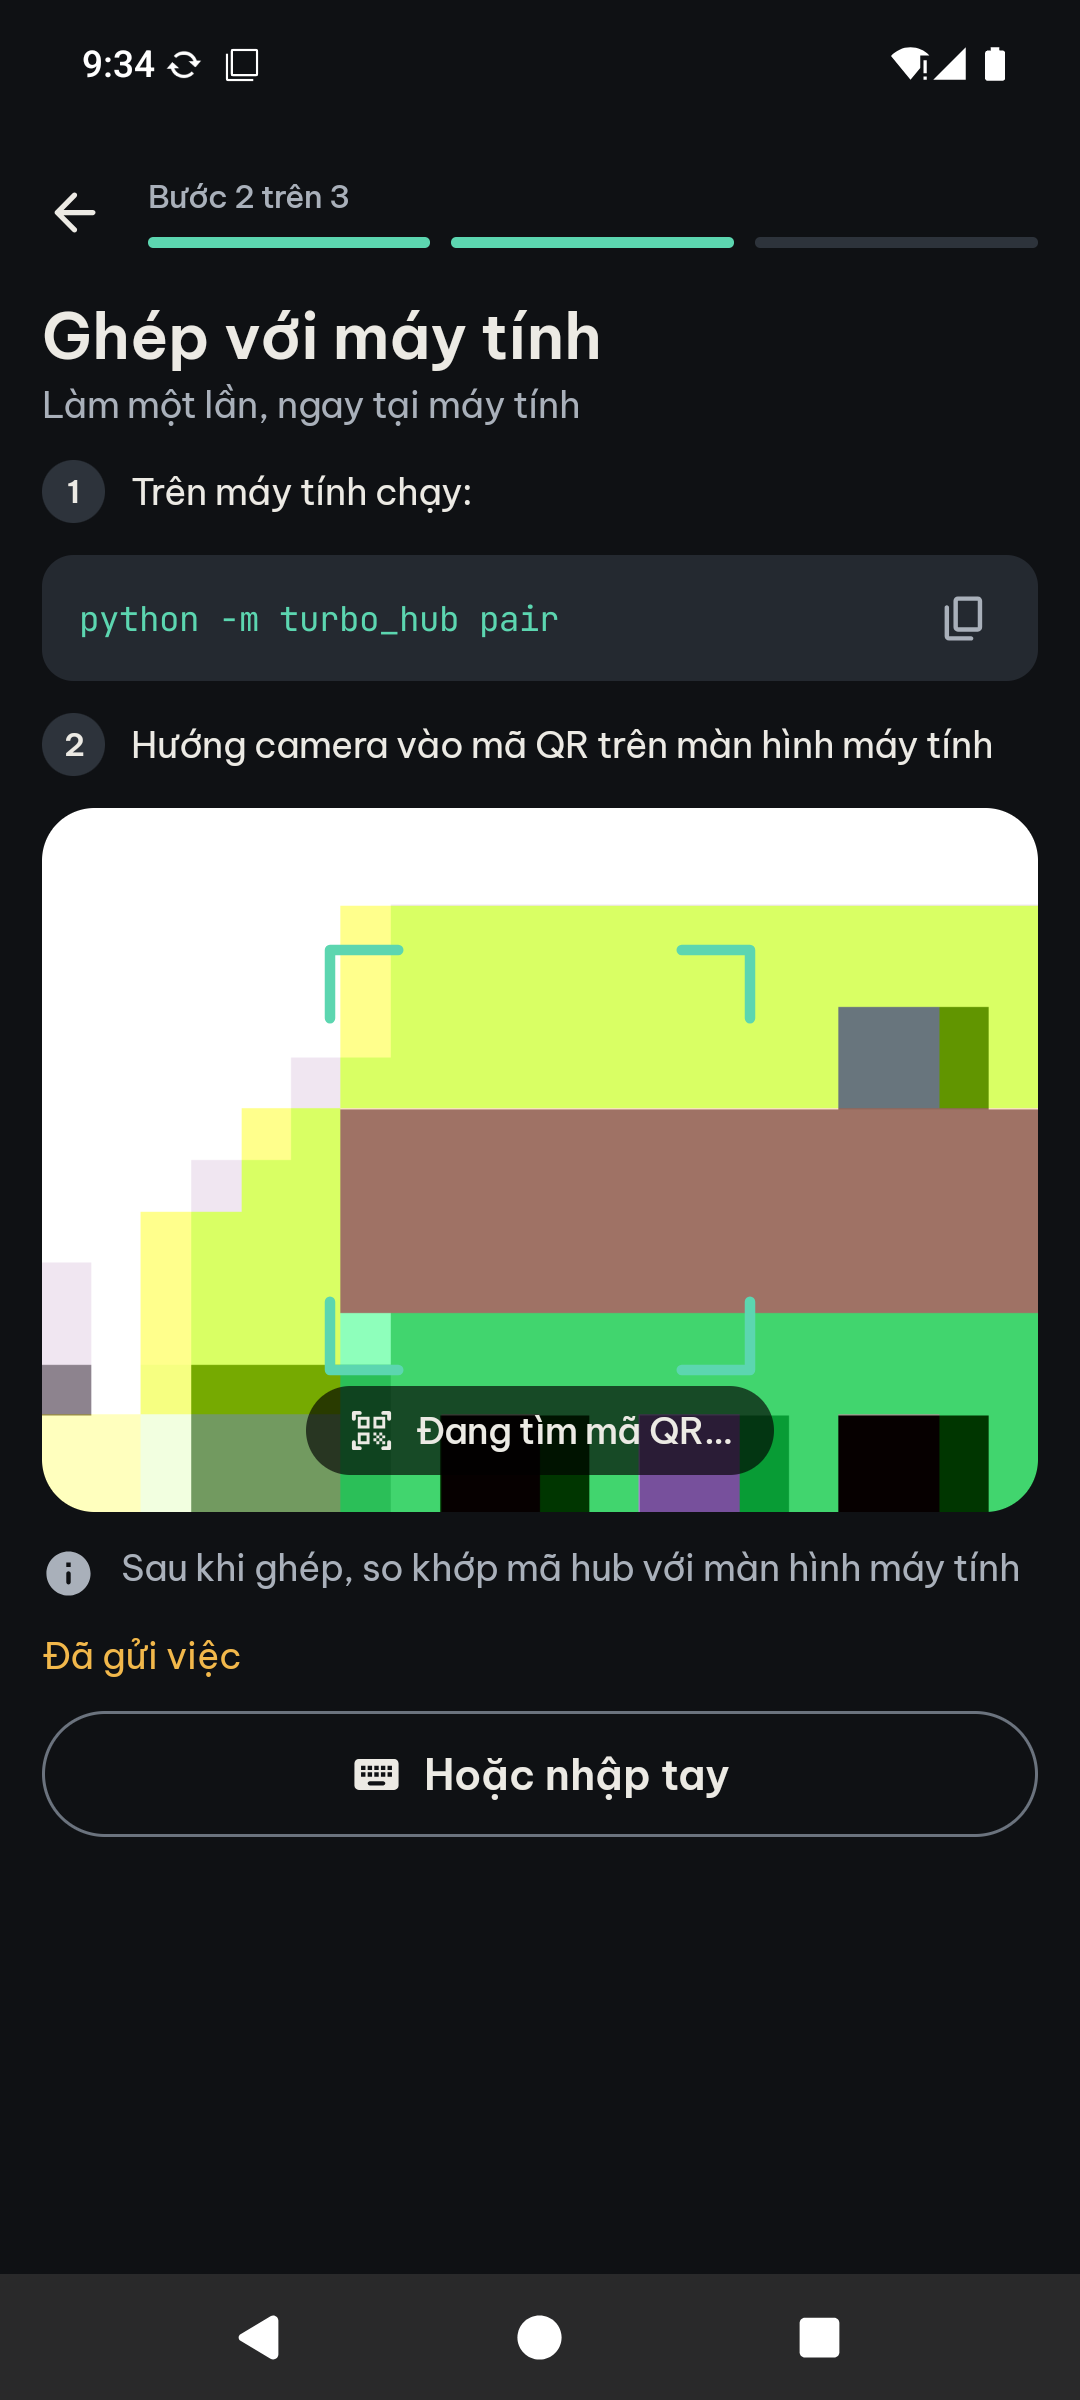 9:34
Bước 2 trên 3
Ghép với máy tính
Làm một lần, ngay tại máy tính
1 Trên máy tính chạy:
python -m turbo_hub pair
2 Hướng camera vào mã QR trên màn hình máy tính
Đang tìm mã QR...
Sau khi ghép, so khớp mã hub với màn hình máy tính
Đã gửi việc
Hoặc nhập tay